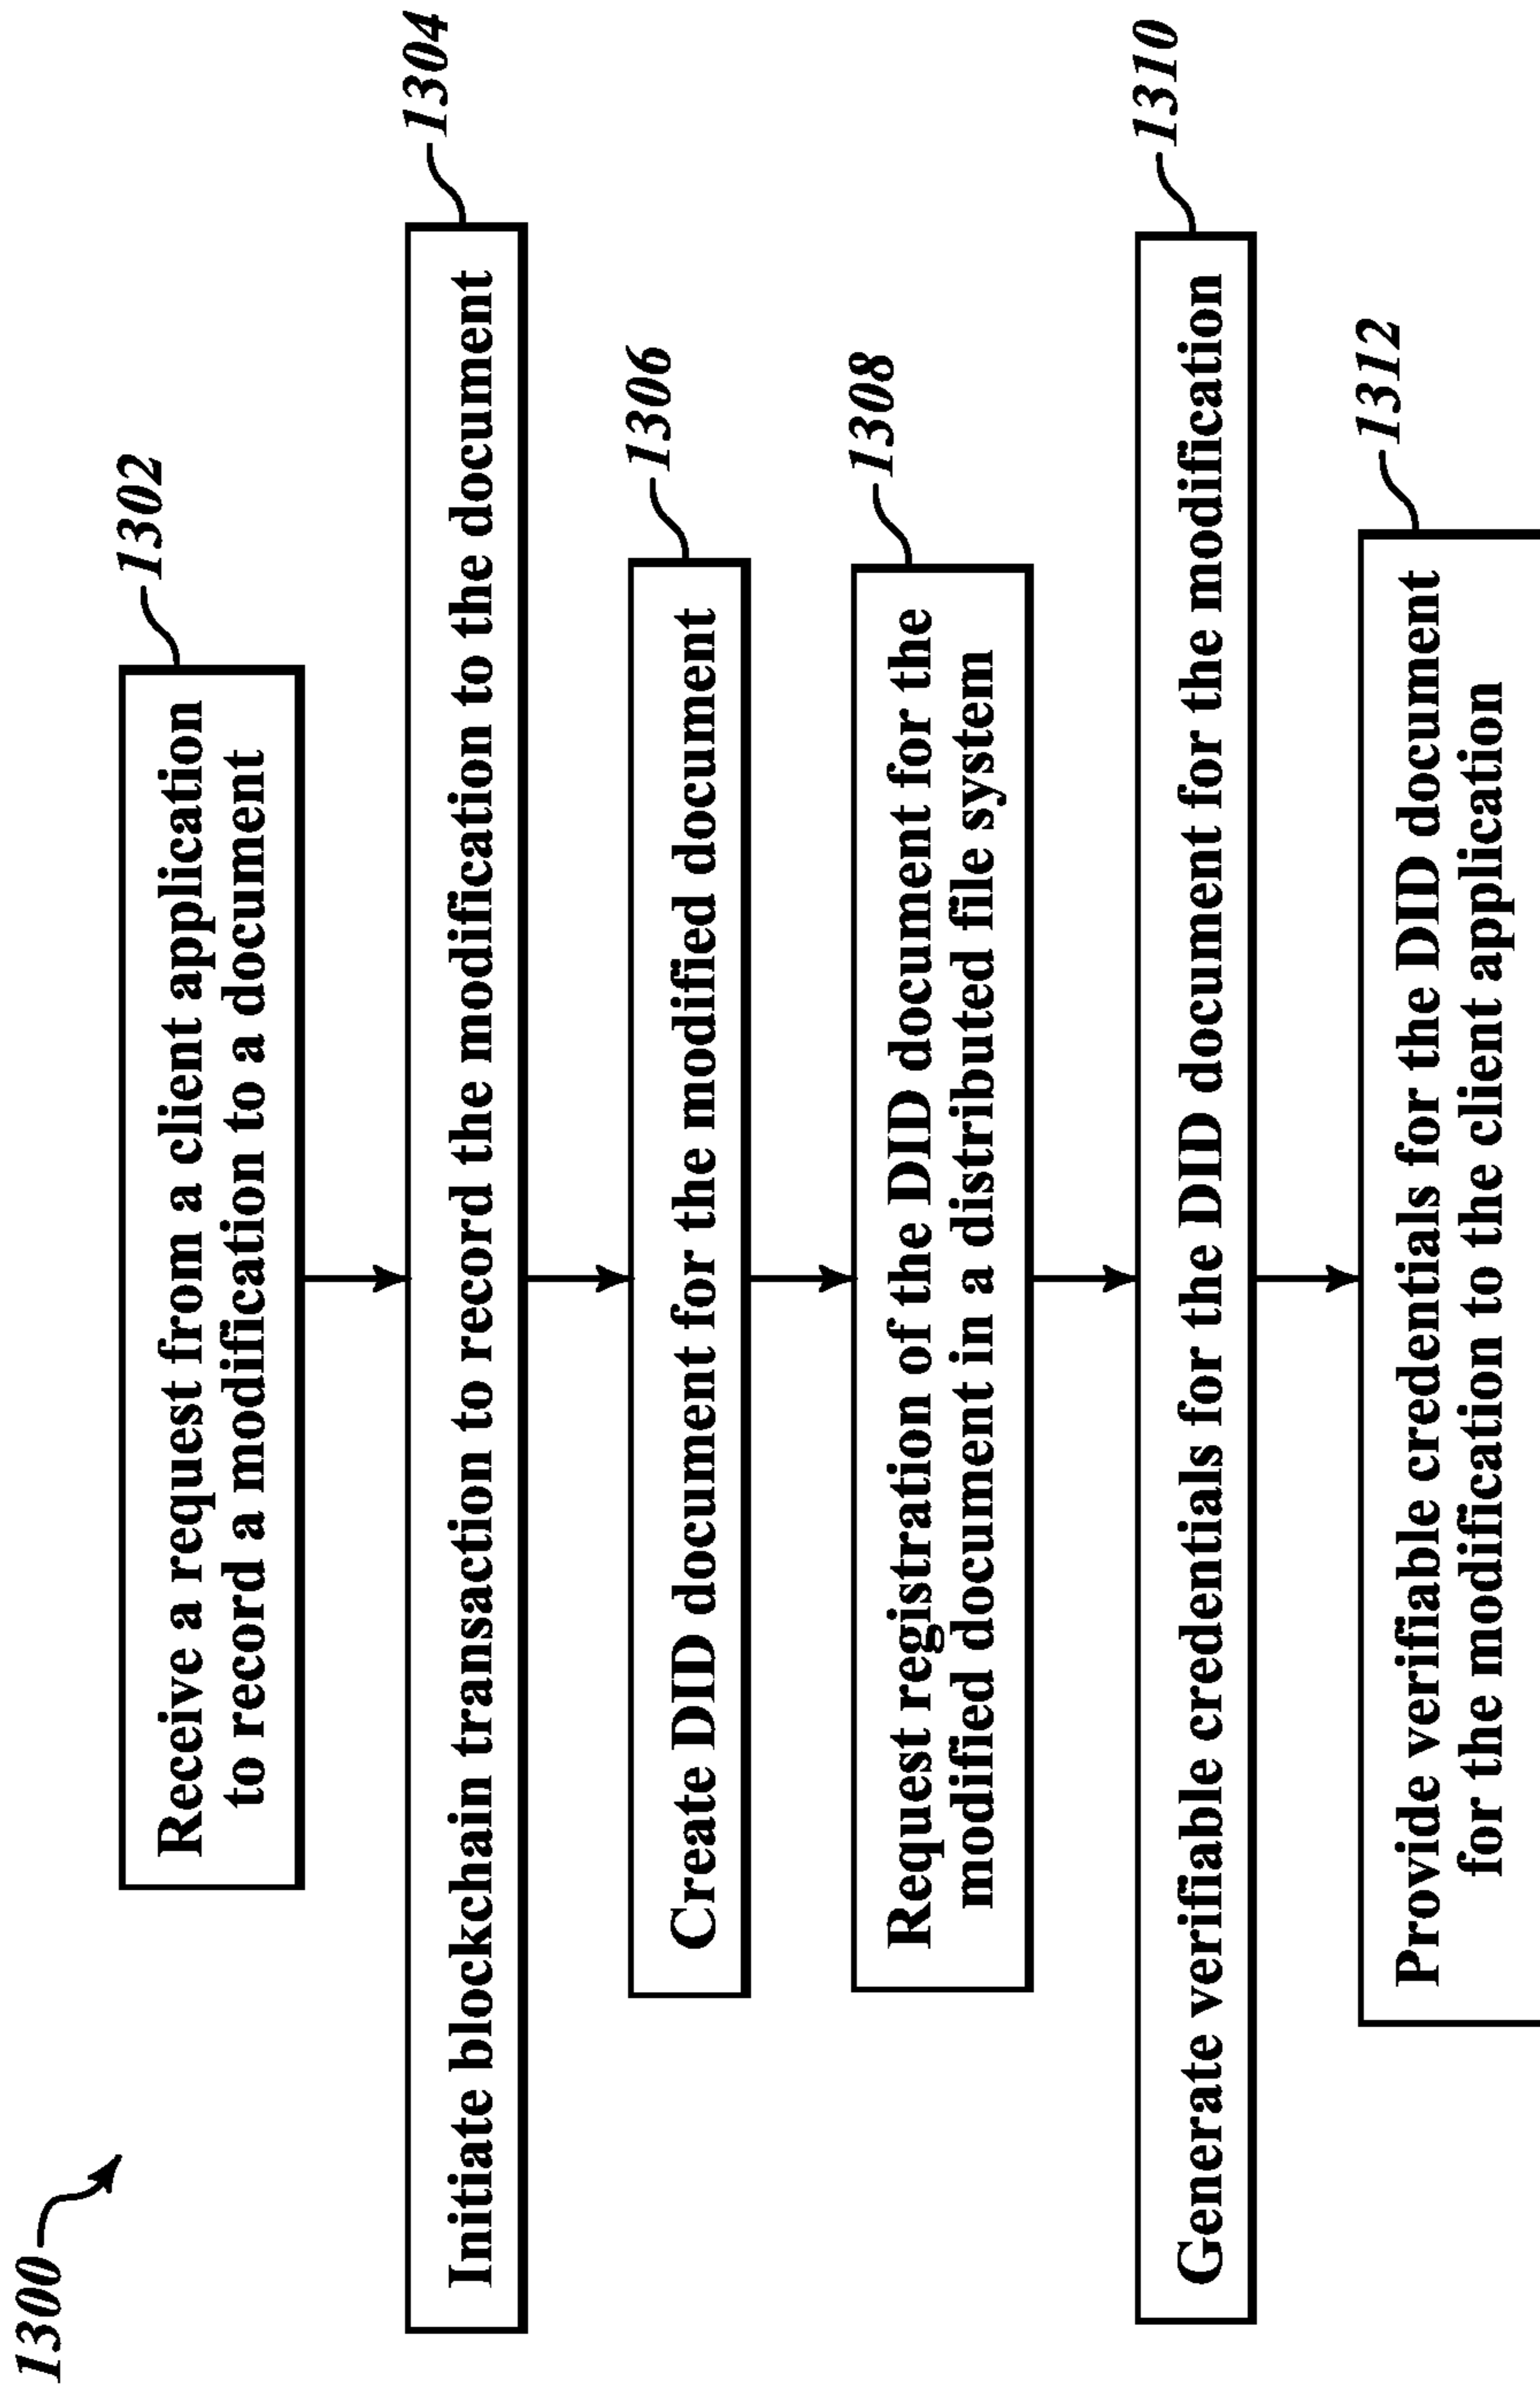 1300
1302
Receive a request from a client application
to record a modification to a document
1304
Initiate blockchain transaction to record the modification to the document
1306
Create DID document for the modified document
1308
Request registration of the DID document for the
modified document in a distributed file system
1310
Generate verifiable credentials for the DID document for the modification
1312
Provide verifiable credentials for the DID document
for the modification to the client application